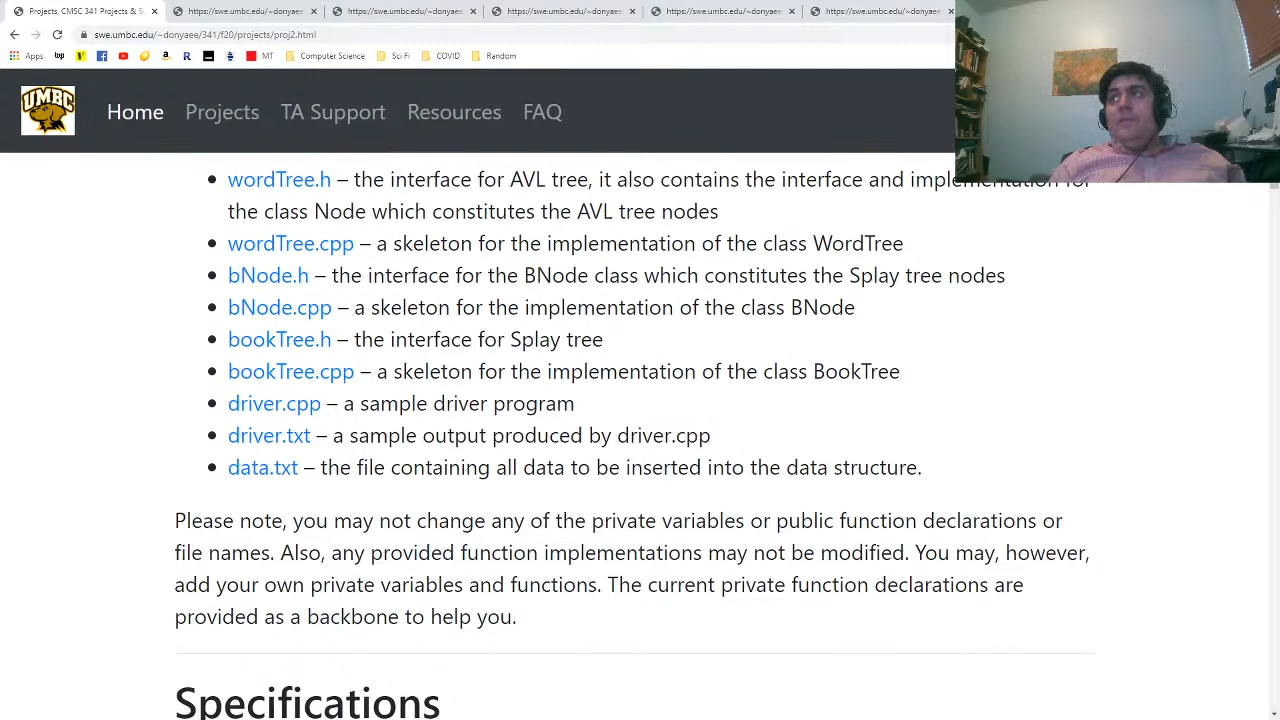 Projects, CMSC 341 Projects & Su
https://swe.umbc.edu/~donyaee/
https://swe.umbc.edu/~donyaee/
https://swe.umbc.edu/~donyaee/
https://swe.umbc.edu/~donyaee/
https://swe.umbc.edu/~donyaee/
swe.umbc.edu/~donyaee/341/f20/projects/proj2.html
Apps
MT
Computer Science
Sci Fi
COVID
Random
UMBC
Home
Projects
TA Support
Resources
FAQ
wordTree.h – the interface for AVL tree, it also contains the interface and implementation for
the class Node which constitutes the AVL tree nodes
wordTree.cpp – a skeleton for the implementation of the class WordTree
bNode.h – the interface for the BNode class which constitutes the Splay tree nodes
bNode.cpp – a skeleton for the implementation of the class BNode
bookTree.h – the interface for Splay tree
bookTree.cpp – a skeleton for the implementation of the class BookTree
driver.cpp – a sample driver program
driver.txt – a sample output produced by driver.cpp
data.txt – the file containing all data to be inserted into the data structure.
Please note, you may not change any of the private variables or public function declarations or
file names. Also, any provided function implementations may not be modified. You may, however,
add your own private variables and functions. The current private function declarations are
provided as a backbone to help you.
Specifications